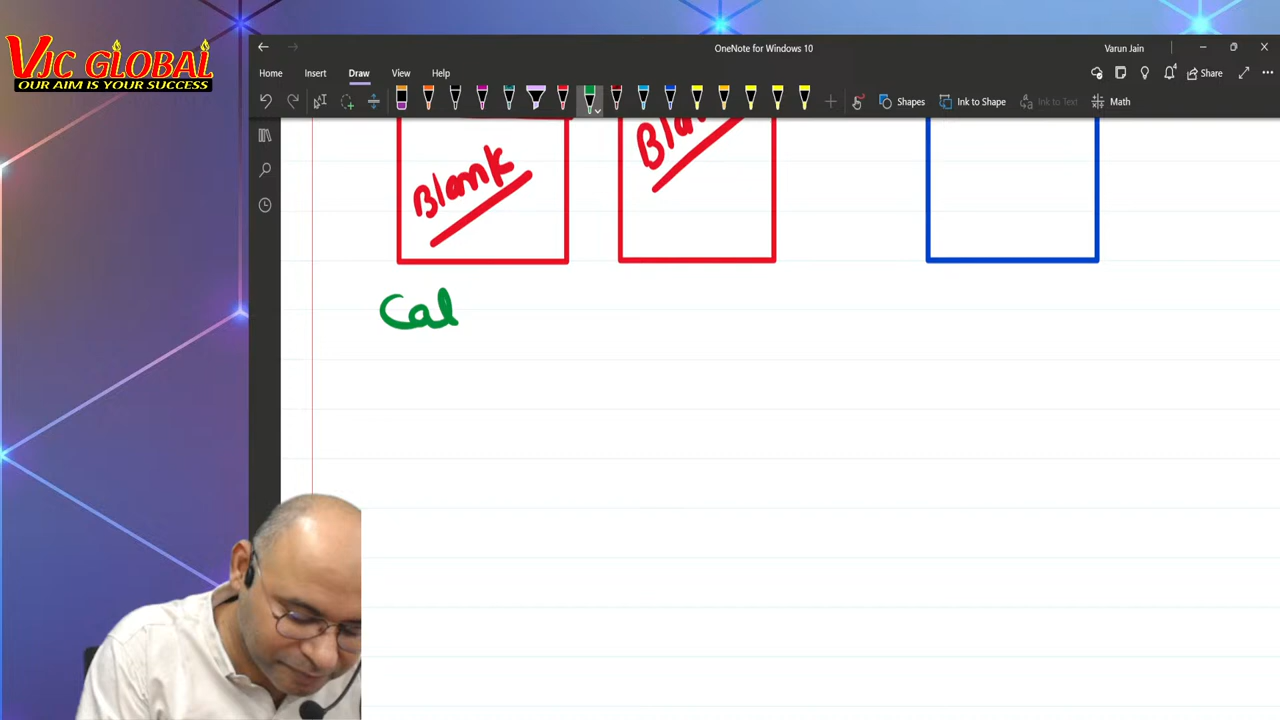 VJC GLOBAL
OUR AIM IS YOUR SUCCESS
OneNote for Windows 10
Varun Jain
Home Insert Draw View Help
4
Share
Shapes
Ink to Shape
Ink to Text
Math
Blank
Cal